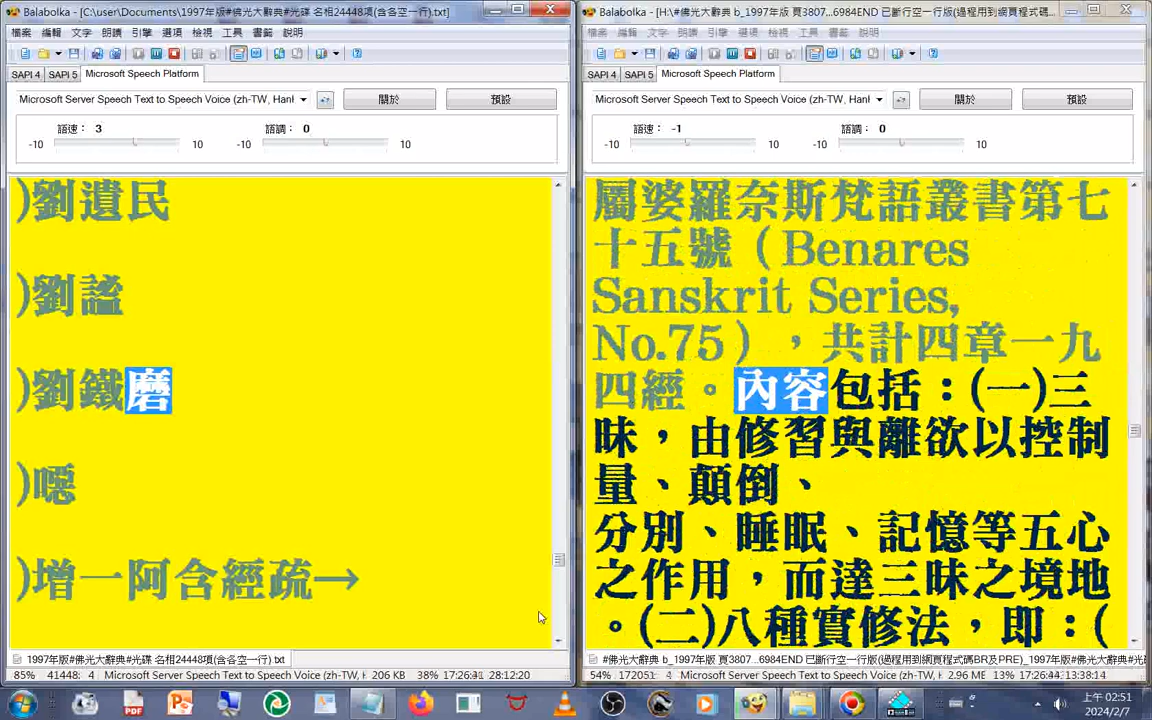 Balabolka - [C:\user\Documents\1997年版#佛光大辭典#光碟 名相24448項(含各空一行).txt]
檔案 編輯 文字 朗讀 引擎 選項 檢視 工具 書籤 說明
SAPI 4 SAPI 5 Microsoft Speech Platform
Microsoft Server Speech Text to Speech Voice (zh-TW, Hanl 關於 預設
語速： 3 語調： 0
-10 10 -10 10
)劉遺民
)劉謐
)劉鐵磨
)噁
)增一阿含經疏→
1997年版#佛光大辭典#光碟 名相24448項(含各空一行).txt
85% 41448: 4 Microsoft Speech Platform - Microsoft Server Speech Text to Speech Voice (zh-TW, H 206 KB 38% 17:26:41 28:12:20
Balabolka - [H:\#佛光大辭典 b_1997年版 頁3807...6984END 已斷行空一行版(過程用到網頁程式碼...
檔案 編輯 文字 朗讀 引擎 選項 檢視 工具 書籤 說明
SAPI 4 SAPI 5 Microsoft Speech Platform
Microsoft Server Speech Text to Speech Voice (zh-TW, Hanl 關於 預設
語速： -1 語調： 0
-10 10 -10 10
屬婆羅奈斯梵語叢書第七
十五號（Benares
Sanskrit Series,
No.75），共計四章一九
四經。內容包括：(一)三
昧，由修習與離欲以控制
量、顛倒、
分別、睡眠、記憶等五心
之作用，而達三昧之境地
。(二)八種實修法，即：(
#佛光大辭典 b_1997年版 頁3807...6984END 已斷行空一行版(過程用到網頁程式碼BR及PRE)_1997年版#光
54% 172051: 4 Microsoft Speech Platform - Microsoft Server Speech Text to Speech Voice (zh-TW, H 2.96 MI 13% 17:26:44, 13:38:14
上午 02:51
2024/2/7